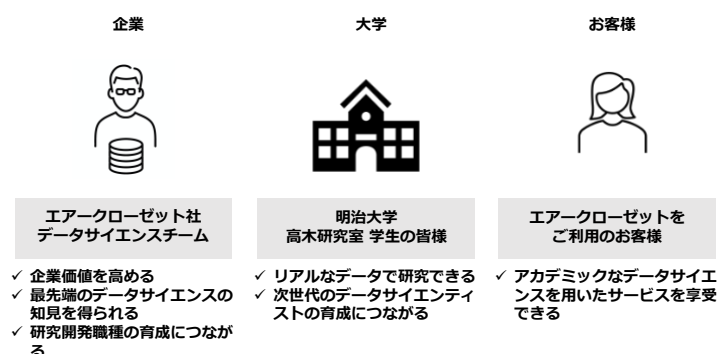 企業
大学
お客様
エアークローゼット社
データサイエンスチーム
明治大学
高木研究室 学生の皆様
エアークローゼットを
ご利用のお客様
✓ 企業価値を高める
✓ 最先端のデータサイエンスの
知見を得られる
✓ 研究開発職種の育成につなが
る
✓ リアルなデータで研究できる
✓ 次世代のデータサイエンティ
ストの育成につながる
✓ アカデミックなデータサイエ
ンスを用いたサービスを享受
できる